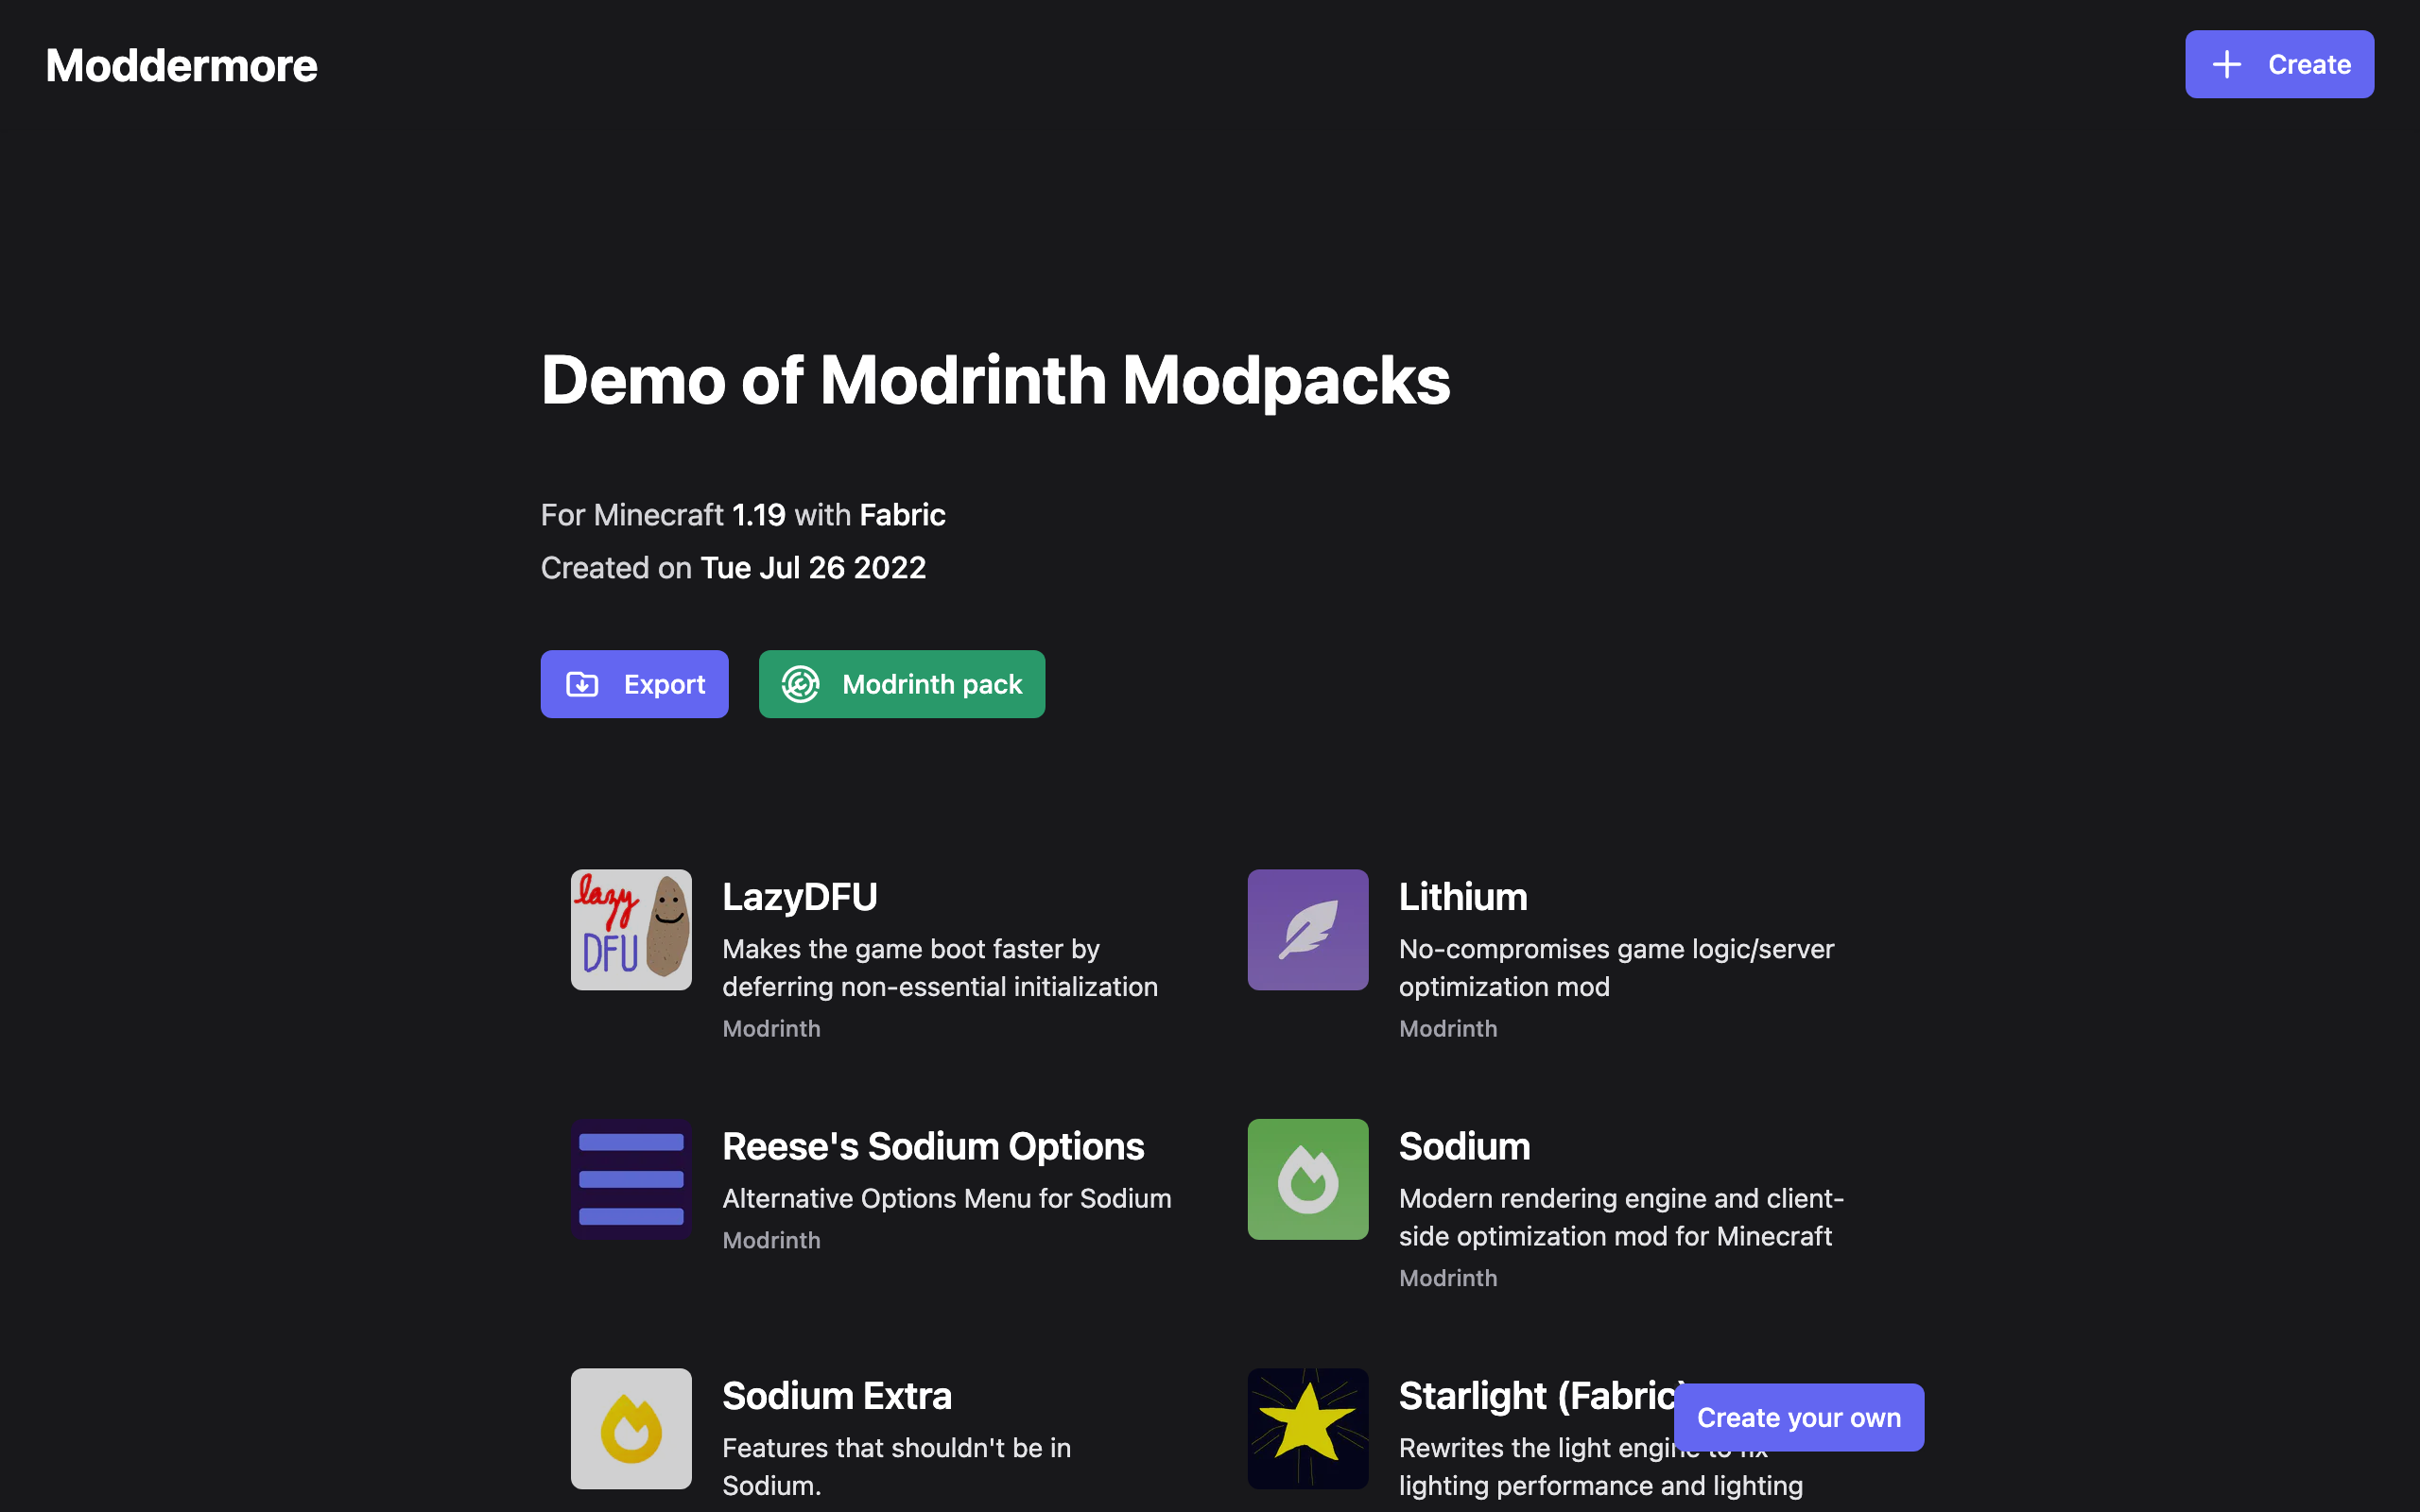 Moddermore
Create
Demo of Modrinth Modpacks
For Minecraft 1.19 with Fabric
Created on Tue Jul 26 2022
Export
Modrinth pack
lazy
DFU
LazyDFU
Makes the game boot faster by
deferring non-essential initialization
Modrinth
Lithium
No-compromises game logic/server
optimization mod
Modrinth
Reese's Sodium Options
Alternative Options Menu for Sodium
Modrinth
Sodium
Modern rendering engine and client-
side optimization mod for Minecraft
Modrinth
Sodium Extra
Features that shouldn't be in
Sodium.
Starlight (Fabric)
Create your own
Rewrites the light engine to fix
lighting performance and lighting